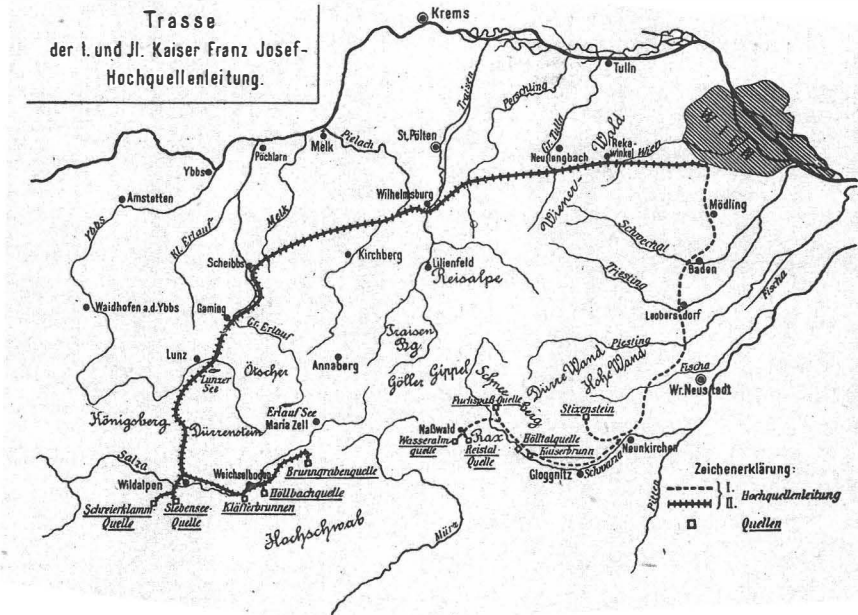 Trasse
der I. und II. Kaiser Franz Josef-
Hochquellenleitung.
Krems
Tulln
WIEN
Traisen
Perschling
Gr. Tulln
Wiener-
Wald
Reka-
winkel
Wien
Neulengbach
St. Pölten
Pielach
Melk
Pöchlarn
Ybbs
Amstetten
Ybbs
Kl. Erlauf
Melk
Wilhelmsburg
Mödling
Schwechat
Baden
Triesting
Leobersdorf
Fischa
Scheibbs
Kirchberg
Lilienfeld
Reisalpe
Waidhofen a.d. Ybbs
Gaming
Gr. Erlauf
Traisen
Bg.
Piesting
Lunz
Lunzer
See
Ötscher
Annaberg
Göller
Gippel
Schnee-
burg
Dürre Wand
Hohe Wand
Fischa
Wr. Neustadt
Königsberg
Dürrenstein
Erlauf See
Maria Zell
Fuchspaß-Quelle
Stixenstein
Naßwald
Wasseralm-
quelle
Rax
Reistal-
Quelle
Höllralquelle
Kaiserbrunn
Neunkirchen
Gloggnitz
Schwarza
Pitten
Salza
Wildalpen
Weichselboden
Brunngrabenquelle
Höllbachquelle
Kläfferbrunnen
Schreierklamm-
Quelle
Siebensee-
Quelle
Hochschwab
Mürz
Zeichenerklärung:
I.
II.
Hochquellenleitung
Quellen